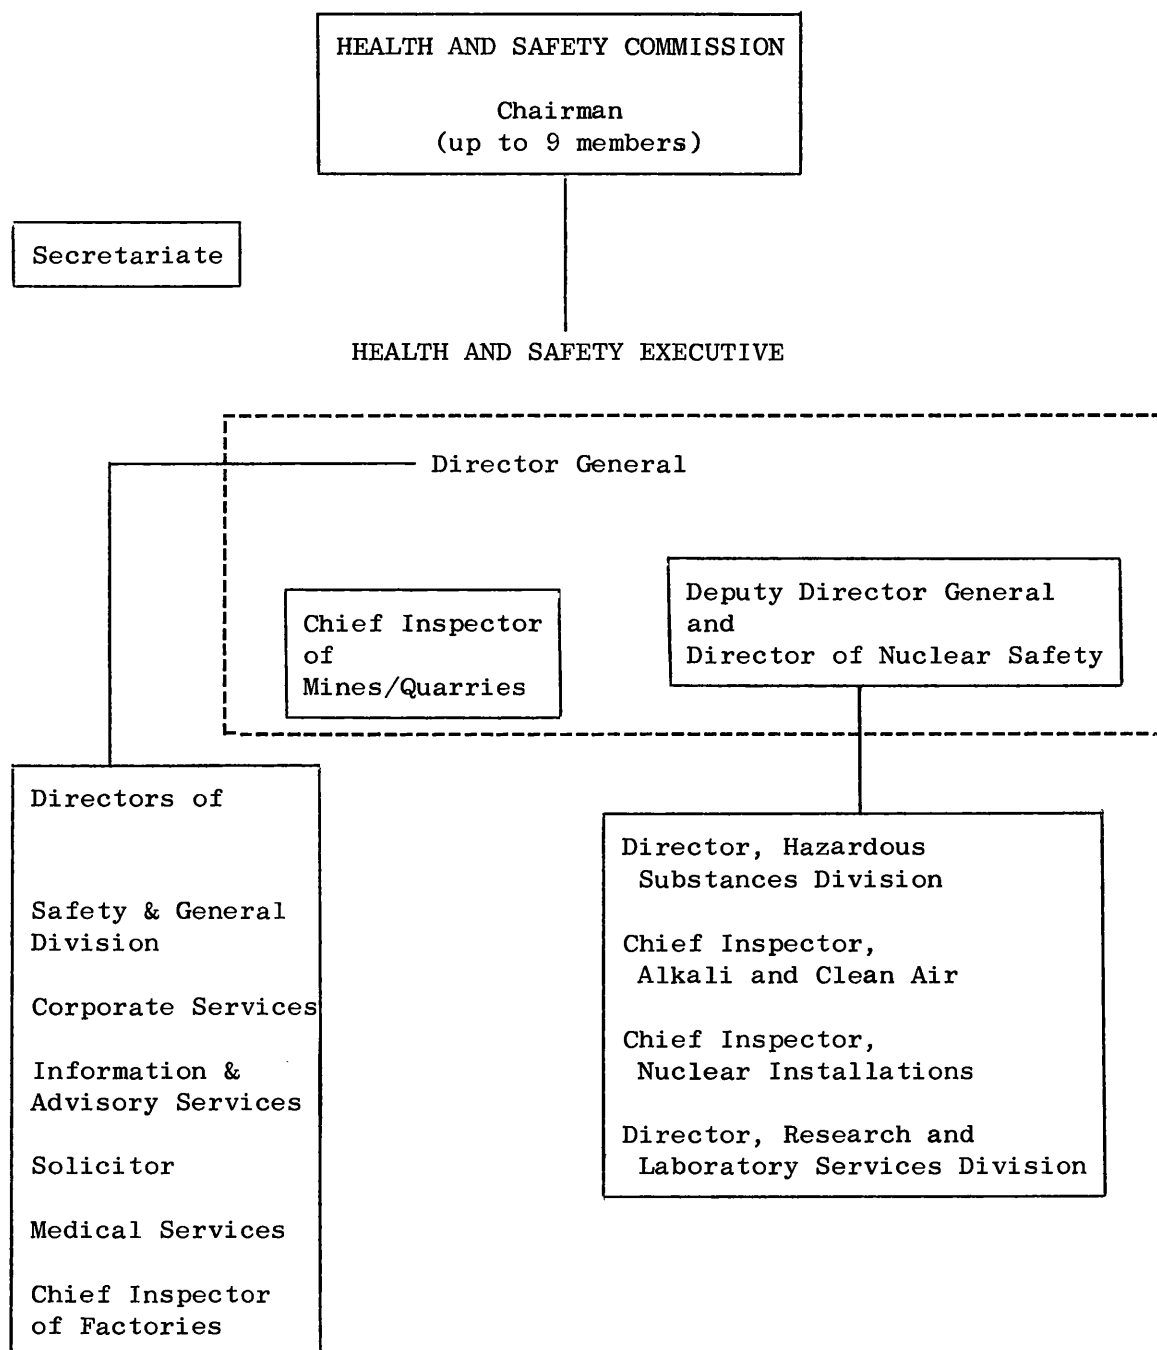 HEALTH AND SAFETY COMMISSION
Chairman
(up to 9 members)
Secretariate
HEALTH AND SAFETY EXECUTIVE
Director General
Chief Inspector
of
Mines/Quarries
Deputy Director General
and
Director of Nuclear Safety
Directors of
Safety & General
Division
Corporate Services
Information &
Advisory Services
Solicitor
Medical Services
Chief Inspector
of Factories
Director, Hazardous
Substances Division
Chief Inspector,
Alkali and Clean Air
Chief Inspector,
Nuclear Installations
Director, Research and
Laboratory Services Division